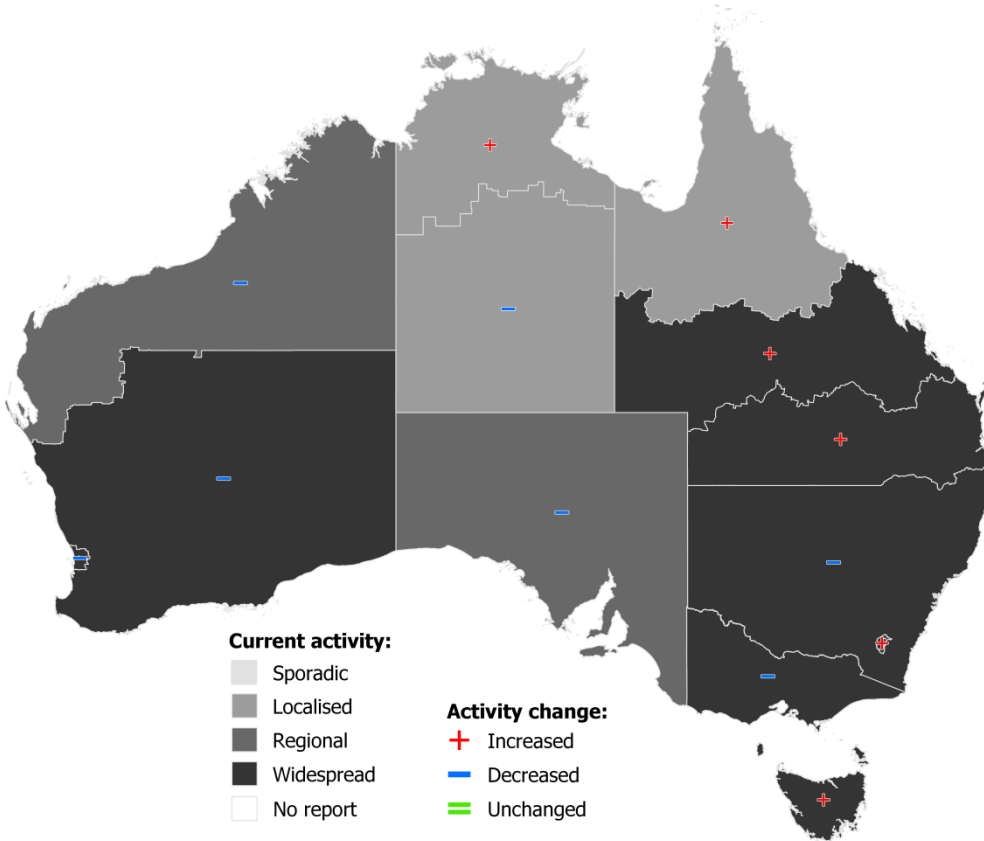 Current activity:
Sporadic
Localised
Regional
Widespread
No report
Activity change:
Increased
Decreased
Unchanged